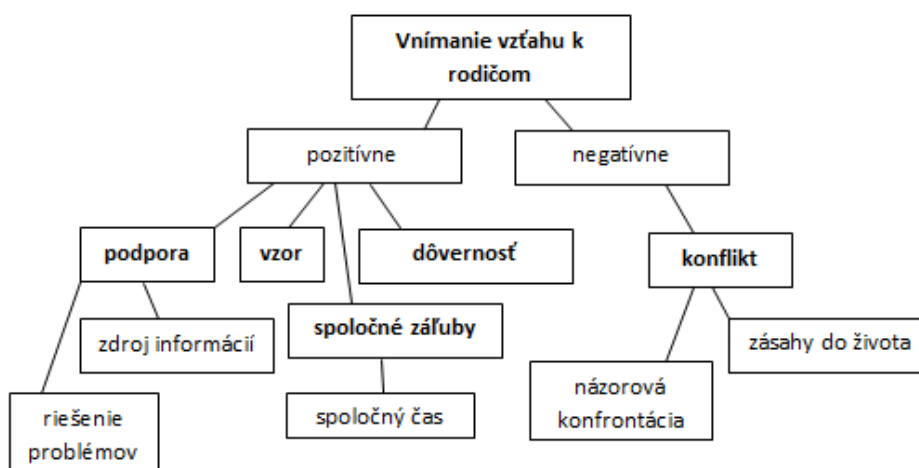 Vnímanie vzťahu k
rodičom
pozitívne
negatívne
podpora
vzor
dôvernosť
konflikt
zdroj informácií
spoločné záľuby
zásahy do života
riešenie
problémov
spoločný čas
názorová
konfrontácia